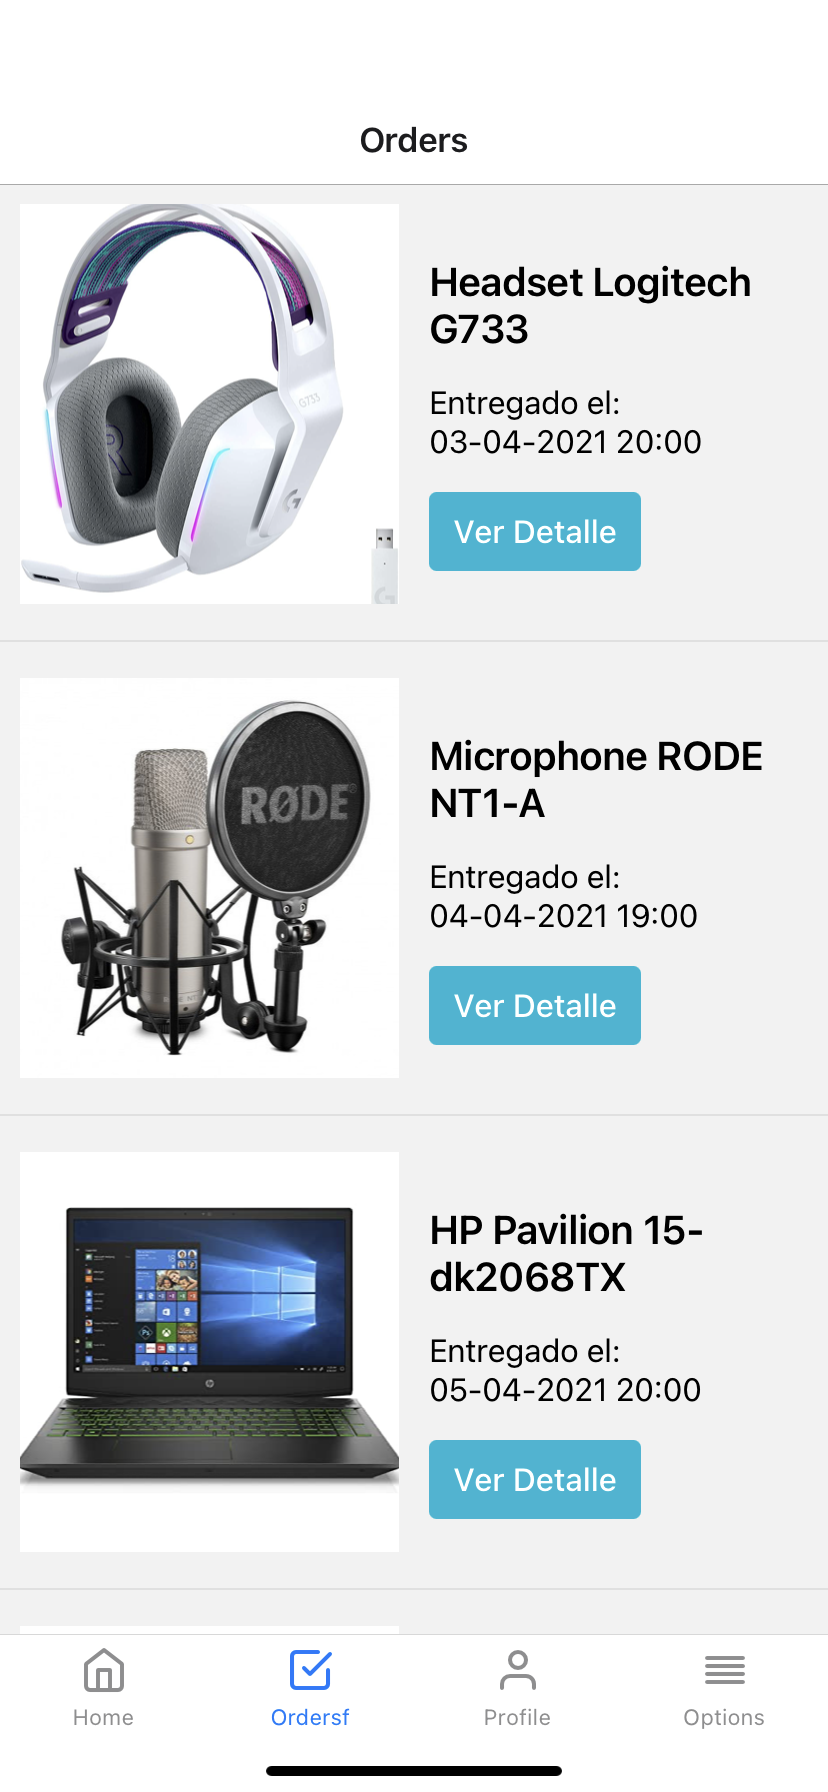 Orders
Headset Logitech
G733
Entregado el:
03-04-2021 20:00
Ver Detalle
G733
Microphone RODE
NT1-A
Entregado el:
04-04-2021 19:00
Ver Detalle
RØDE
HP Pavilion 15-
dk2068TX
Entregado el:
05-04-2021 20:00
Ver Detalle
Home
Ordersf
Profile
Options